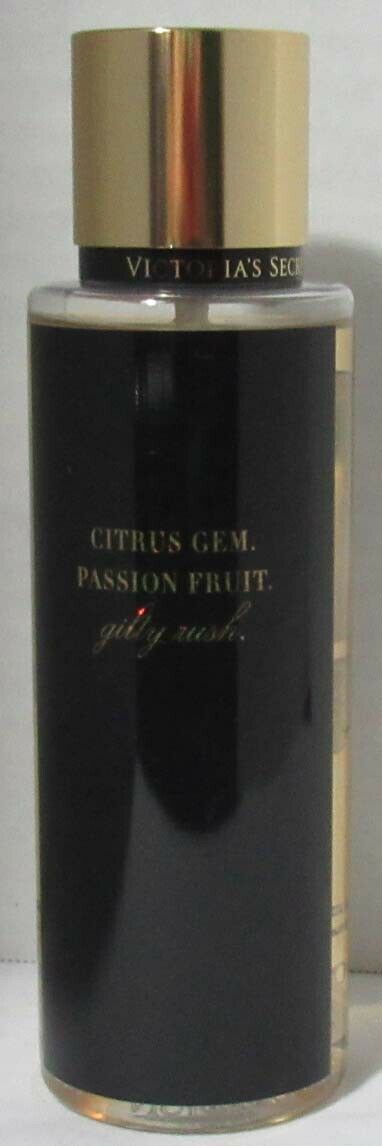 VICTORIA'S SECR
CITRUS GEM.
PASSION FRUIT.
gilty rush.